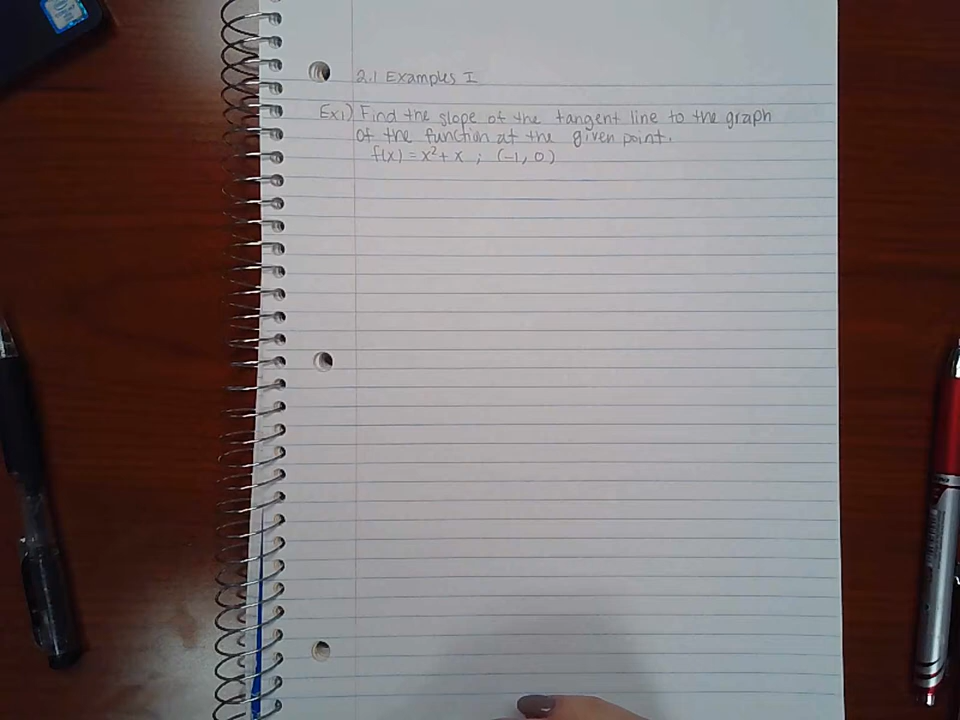 2.1 Examples I
Ex1) Find the slope of the tangent line to the graph
of the function at the given point.
f(x) = x² + x ; (-1, 0)